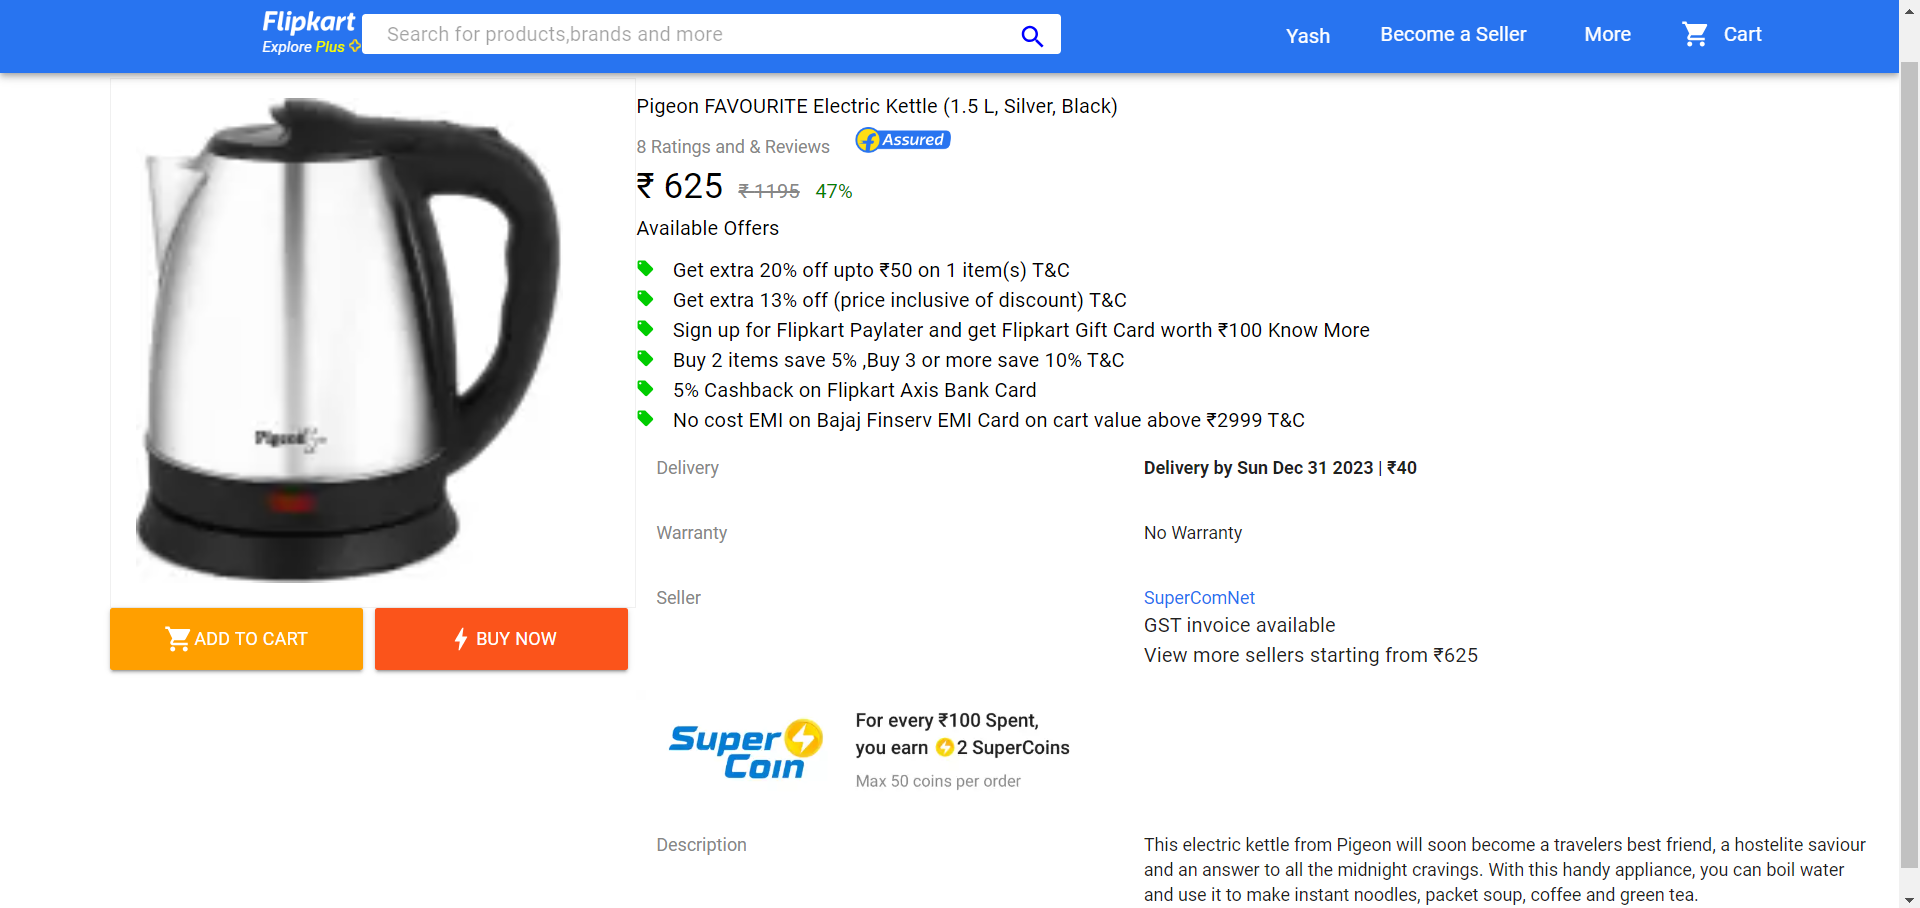 Flipkart
Explore Plus
Search for products,brands and more
Yash
Become a Seller
More
Cart
Pigeon FAVOURITE Electric Kettle (1.5 L, Silver, Black)
8 Ratings and & Reviews
Assured
₹ 625 ₹ 1195 47%
Available Offers
Get extra 20% off upto ₹50 on 1 item(s) T&C
Get extra 13% off (price inclusive of discount) T&C
Sign up for Flipkart Paylater and get Flipkart Gift Card worth ₹100 Know More
Buy 2 items save 5% ,Buy 3 or more save 10% T&C
5% Cashback on Flipkart Axis Bank Card
No cost EMI on Bajaj Finserv EMI Card on cart value above ₹2999 T&C
Pigeon
ADD TO CART
BUY NOW
Delivery
Delivery by Sun Dec 31 2023 | ₹40
Warranty
No Warranty
Seller
SuperComNet
GST invoice available
View more sellers starting from ₹625
Super
Coin
For every ₹100 Spent,
you earn 2 SuperCoins
Max 50 coins per order
Description
This electric kettle from Pigeon will soon become a travelers best friend, a hostelite saviour
and an answer to all the midnight cravings. With this handy appliance, you can boil water
and use it to make instant noodles, packet soup, coffee and green tea.